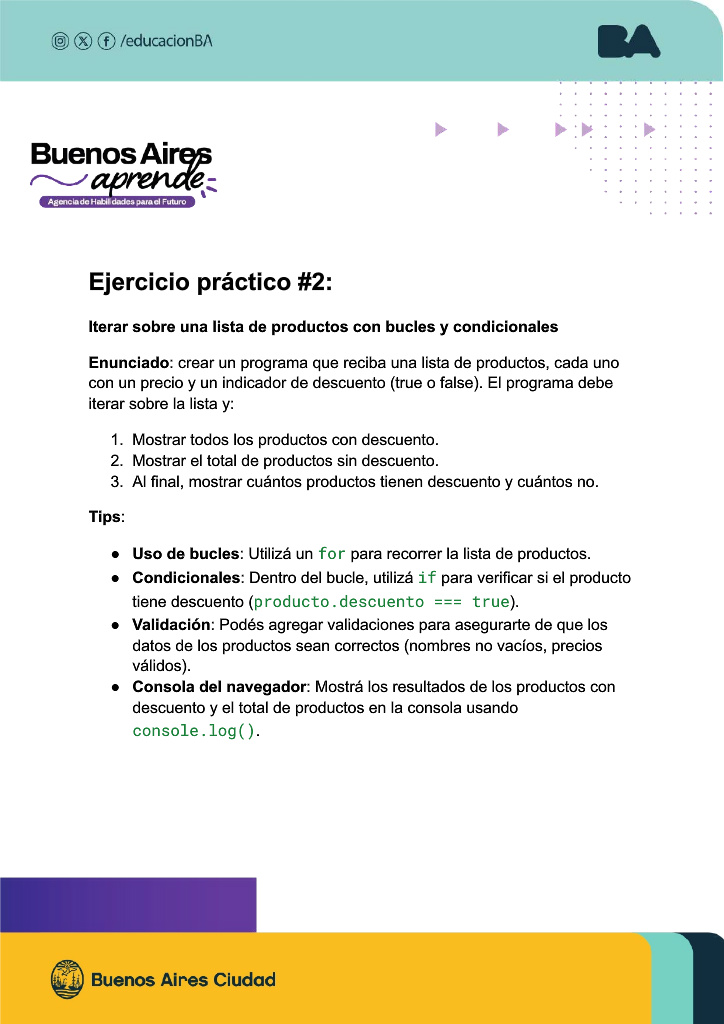 /educacionBA
BA
Buenos Aires
aprende
Agencia de Habilidades para el Futuro
Ejercicio práctico #2:
Iterar sobre una lista de productos con bucles y condicionales
Enunciado: crear un programa que reciba una lista de productos, cada uno
con un precio y un indicador de descuento (true o false). El programa debe
iterar sobre la lista y:
1. Mostrar todos los productos con descuento.
2. Mostrar el total de productos sin descuento.
3. Al final, mostrar cuántos productos tienen descuento y cuántos no.
Tips:
● Uso de bucles: Utilizá un for para recorrer la lista de productos.
● Condicionales: Dentro del bucle, utilizá if para verificar si el producto
tiene descuento (producto.descuento === true).
● Validación: Podés agregar validaciones para asegurarte de que los
datos de los productos sean correctos (nombres no vacíos, precios
válidos).
● Consola del navegador: Mostrá los resultados de los productos con
descuento y el total de productos en la consola usando
console.log().
Buenos Aires Ciudad